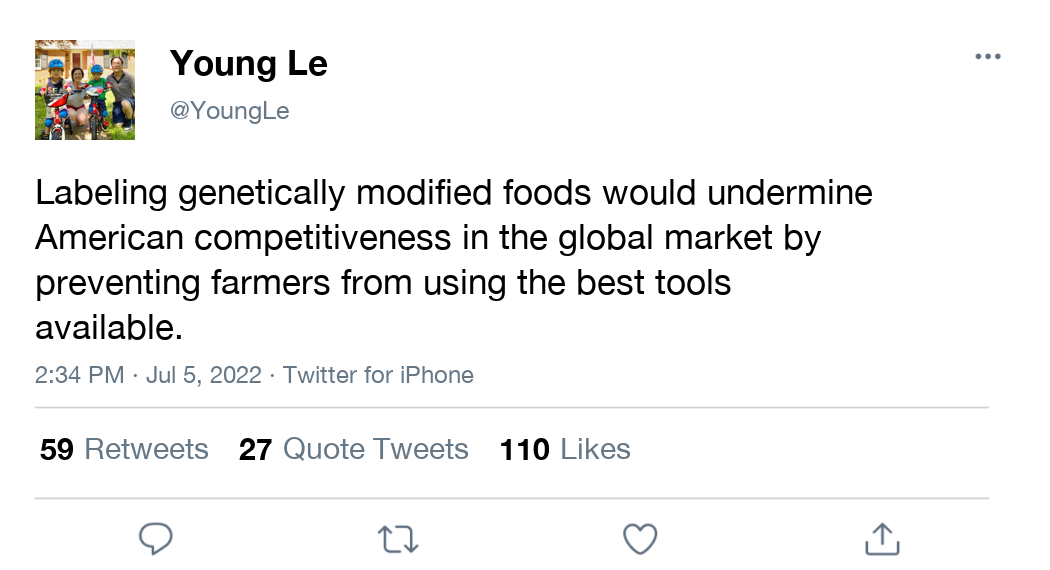 Young Le
@YoungLe
Labeling genetically modified foods would undermine
American competitiveness in the global market by
preventing farmers from using the best tools
available.
2:34 PM · Jul 5, 2022 · Twitter for iPhone
59 Retweets 27 Quote Tweets 110 Likes